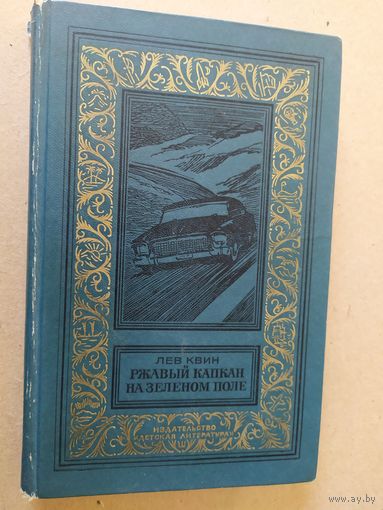 ЛЕВ КВИН
РЖАВЫЙ КАПКАН
НА ЗЕЛЕНОМ ПОЛЕ
ИЗДАТЕЛЬСТВО
«ДЕТСКАЯ ЛИТЕРАТУРА»
www.ay.by